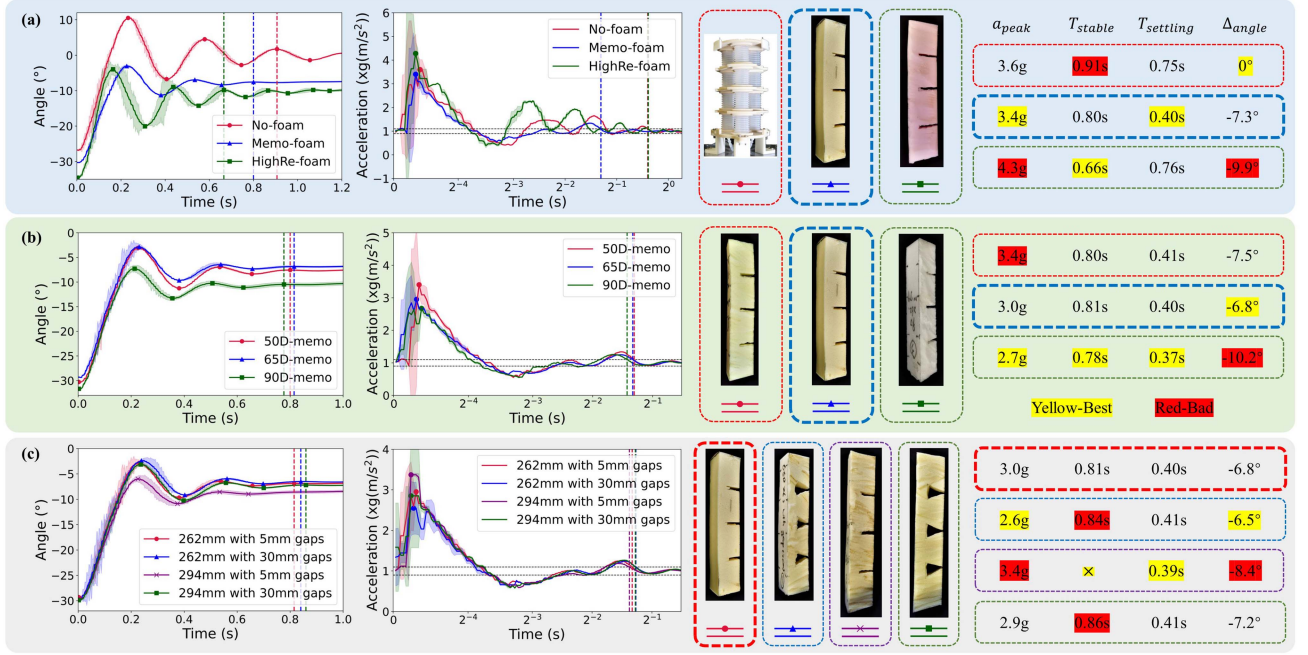 (a)
Angle (°)
10
5
0
−5
−10
−15
−20
−25
−30
0.0 0.2 0.4 0.6 0.8 1.0 1.2
Time (s)
No-foam
Memo-foam
HighRe-foam
Acceleration (xg(m/s²))
6
5
4
3
2
1
0
−1
2⁻⁴ 2⁻³ 2⁻² 2⁻¹ 2⁰
Time (s)
No-foam
Memo-foam
HighRe-foam
a_peak T_stable T_settling Δ_angle
3.6g 0.91s 0.75s 0°
3.4g 0.80s 0.40s -7.3°
4.3g 0.66s 0.76s -9.9°
(b)
Angle (°)
0
−5
−10
−15
−20
−25
−30
0.0 0.2 0.4 0.6 0.8 1.0
Time (s)
50D-memo
65D-memo
90D-memo
Acceleration (xg(m/s²))
5
4
3
2
1
0
−1
0 2⁻⁴ 2⁻³ 2⁻² 2⁻¹
Time (s)
50D-memo
65D-memo
90D-memo
3.4g 0.80s 0.41s -7.5°
3.0g 0.81s 0.40s -6.8°
2.7g 0.78s 0.37s -10.2°
Yellow-Best Red-Bad
(c)
Angle (°)
0
−5
−10
−15
−20
−25
−30
0.0 0.2 0.4 0.6 0.8 1.0
Time (s)
262mm with 5mm gaps
262mm with 30mm gaps
294mm with 5mm gaps
294mm with 30mm gaps
Acceleration (xg(m/s²))
4
3
2
1
0
0 2⁻⁴ 2⁻³ 2⁻² 2⁻¹
Time (s)
262mm with 5mm gaps
262mm with 30mm gaps
294mm with 5mm gaps
294mm with 30mm gaps
3.0g 0.81s 0.40s -6.8°
2.6g 0.84s 0.41s -6.5°
3.4g × 0.39s -8.4°
2.9g 0.86s 0.41s -7.2°